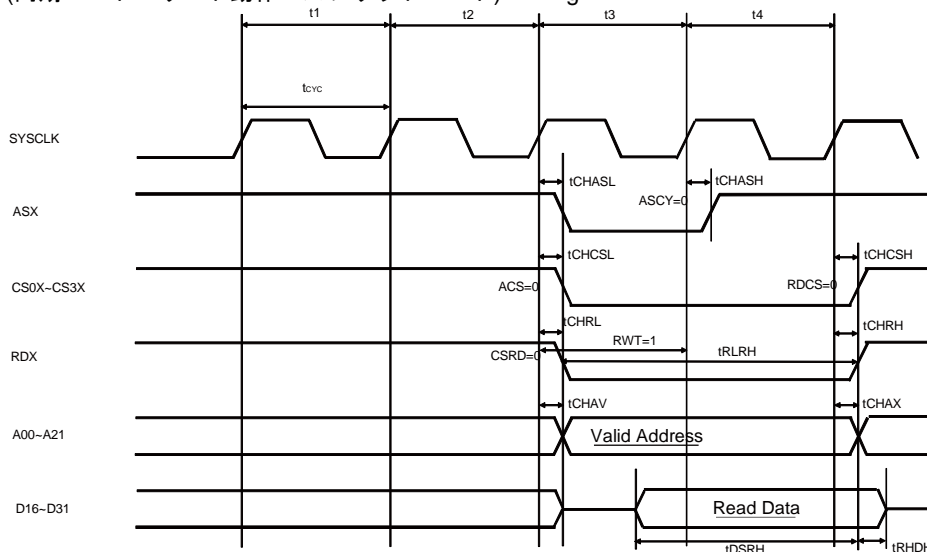 t1
t2
t3
t4
tCYC
SYSCLK
tCHASL
tCHASH
ASCY=0
ASX
tCHCSL
tCHCSH
CS0X~CS3X
ACS=0
RDCS=0
tCHRL
tCHRH
RWT=1
RDX
CSRD=0
tRLRH
tCHAV
tCHAX
A00~A21
Valid Address
D16~D31
Read Data
tDSRH
tRHDH